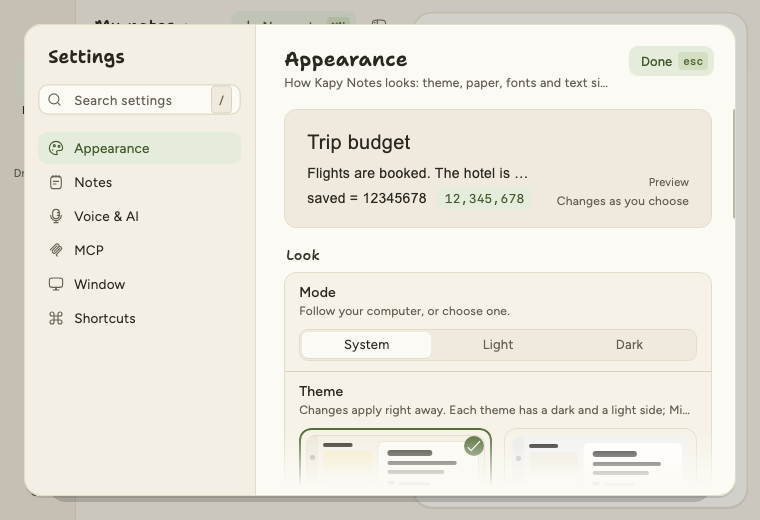 My notes
Settings
Search settings
/
Appearance
Notes
Voice & AI
MCP
Window
Shortcuts
Appearance
How Kapy Notes looks: theme, paper, fonts and text si...
Done esc
Trip budget
Flights are booked. The hotel is ...
saved = 12345678 12,345,678
Preview
Changes as you choose
Look
Mode
Follow your computer, or choose one.
System Light Dark
Theme
Changes apply right away. Each theme has a dark and a light side; Mi...